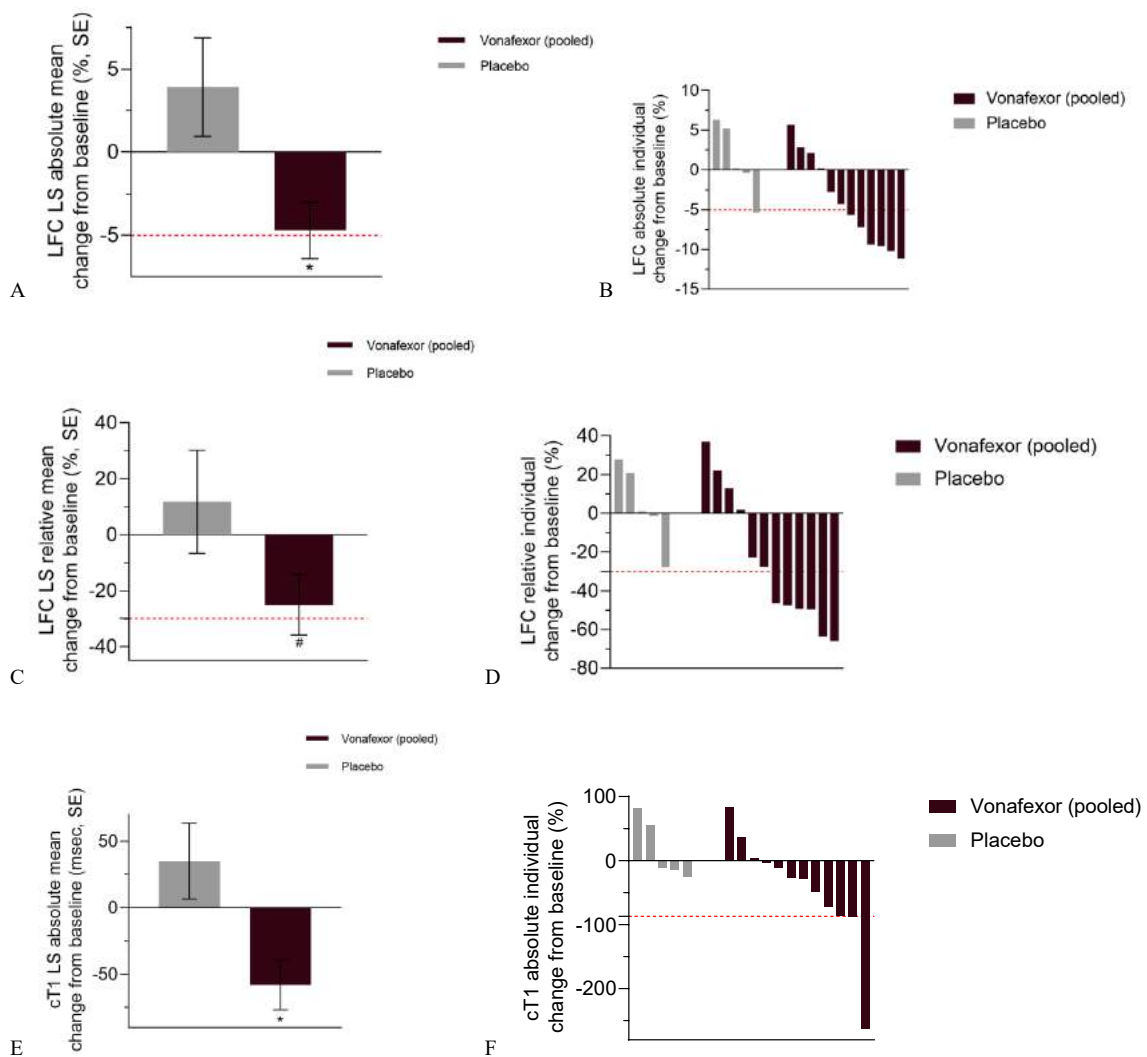 Vonafexor (pooled)
Placebo
LFC LS absolute mean
change from baseline (%, SE)
5
0
-5
*
A
Vonafexor (pooled)
Placebo
LFC absolute individual
change from baseline (%)
10
5
0
-5
-10
-15
B
Vonafexor (pooled)
Placebo
LFC LS relative mean
change from baseline (%, SE)
40
20
0
-20
-40
#
C
Vonafexor (pooled)
Placebo
LFC relative individual
change from baseline (%)
40
20
0
-20
-40
-60
-80
D
Vonafexor (pooled)
Placebo
cT1 LS absolute mean
change from baseline (msec, SE)
50
0
-50
*
E
Vonafexor (pooled)
Placebo
cT1 absolute individual
change from baseline (%)
100
0
-100
-200
F